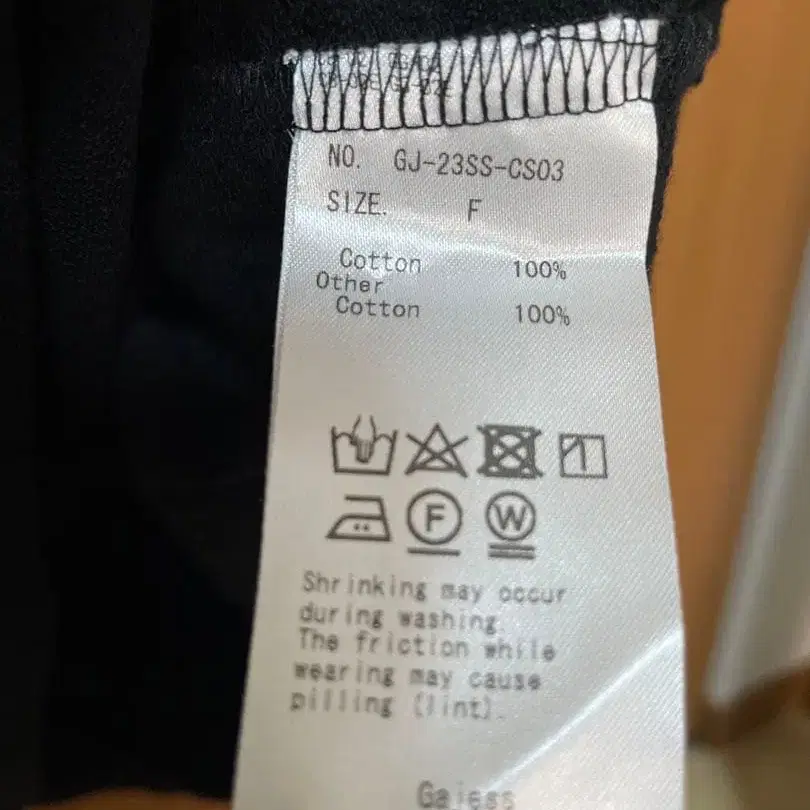 NO. GJ-23SS-CS03
SIZE. F
Cotton 100%
Other
Cotton 100%
F W
Shrinking may occur
during washing.
The friction while
wearing may cause
pilling (lint).
Gajess